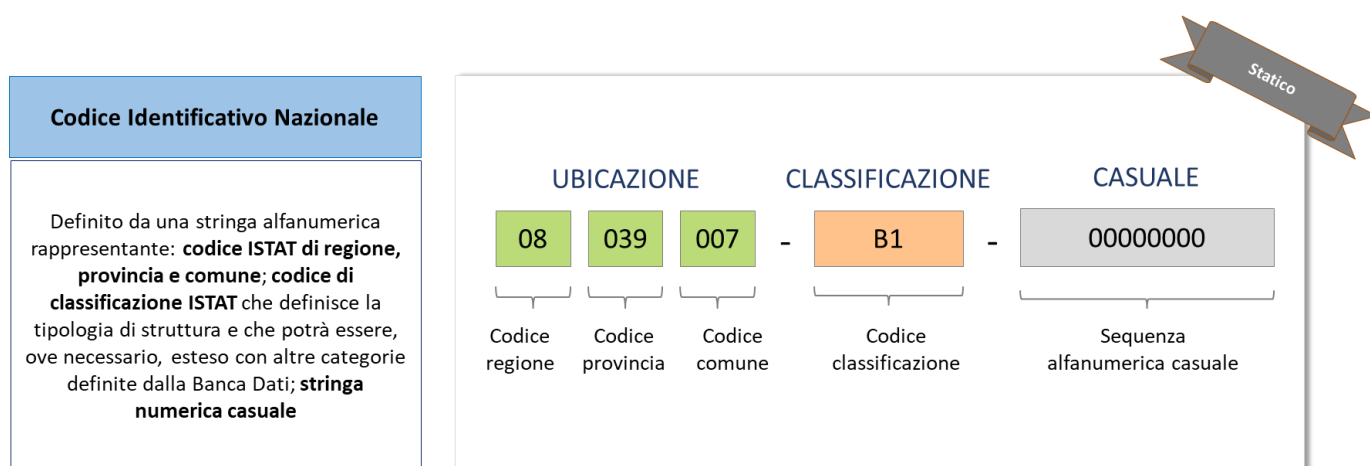 Statico
Codice Identificativo Nazionale
Definito da una stringa alfanumerica
rappresentante: codice ISTAT di regione,
provincia e comune; codice di
classificazione ISTAT che definisce la
tipologia di struttura e che potrà essere,
ove necessario, esteso con altre categorie
definite dalla Banca Dati; stringa
numerica casuale
UBICAZIONE CLASSIFICAZIONE CASUALE
08 039 007 - B1 - 00000000
Codice Codice Codice Codice Sequenza
regione provincia comune classificazione alfanumerica casuale